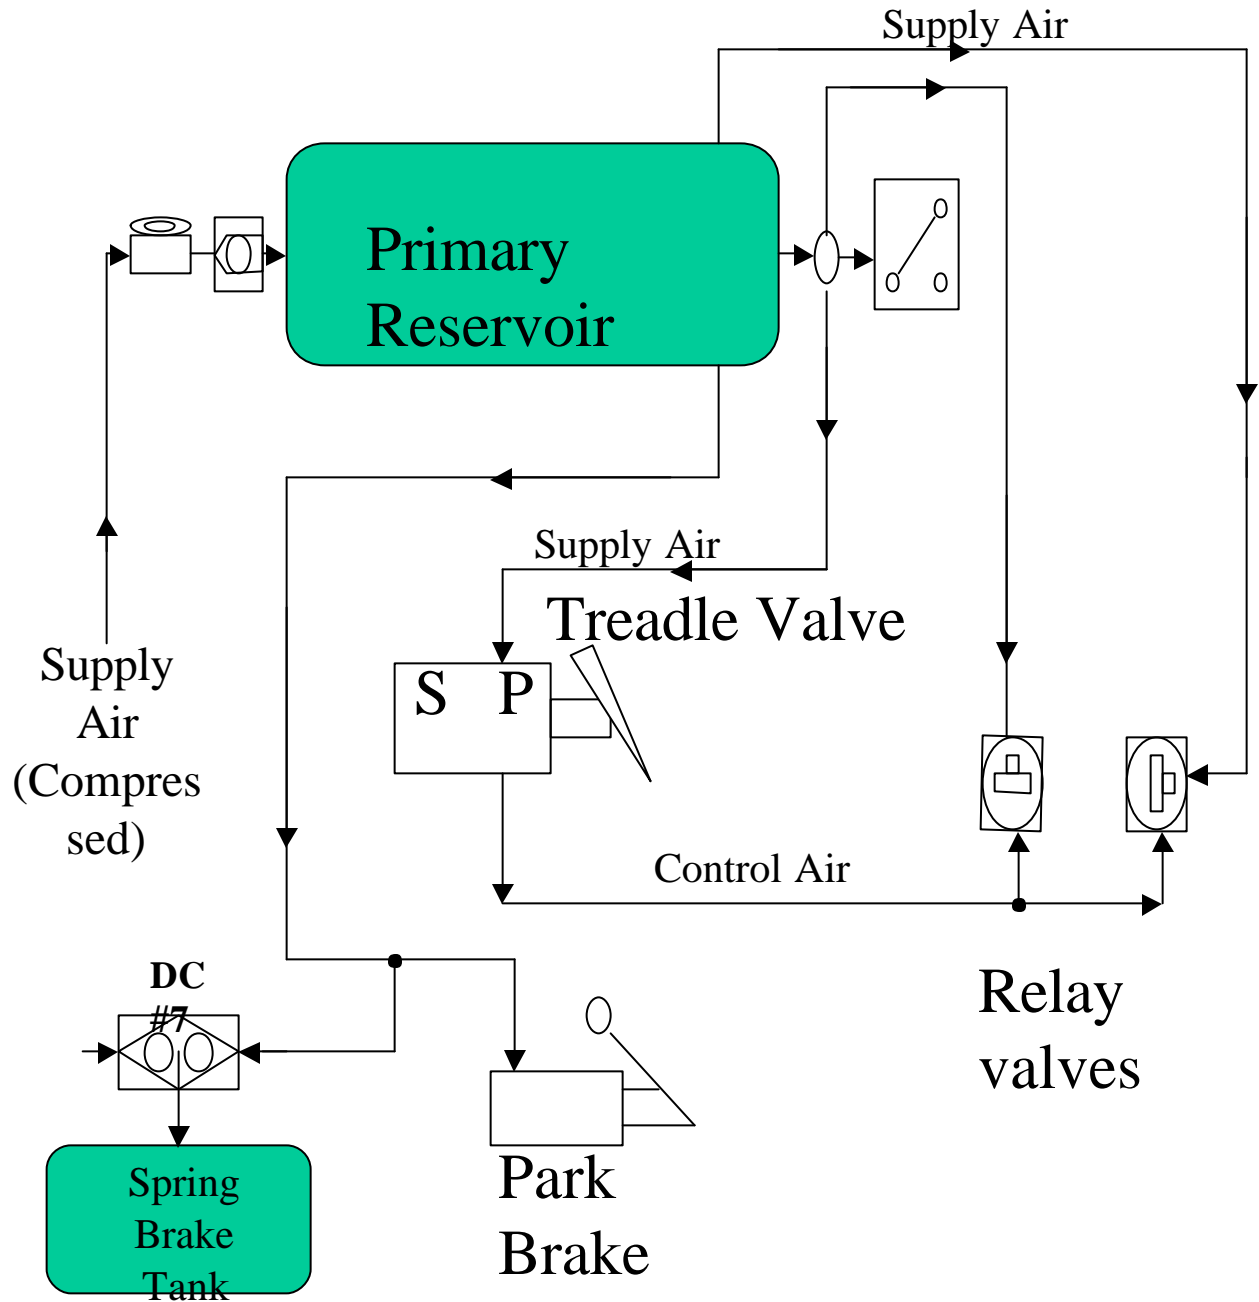 Supply Air
Primary
Reservoir
Supply Air
Treadle Valve
Supply
Air
(Compres
sed)
S P
Control Air
DC
#7
Relay
valves
Park
Brake
Spring
Brake
Tank